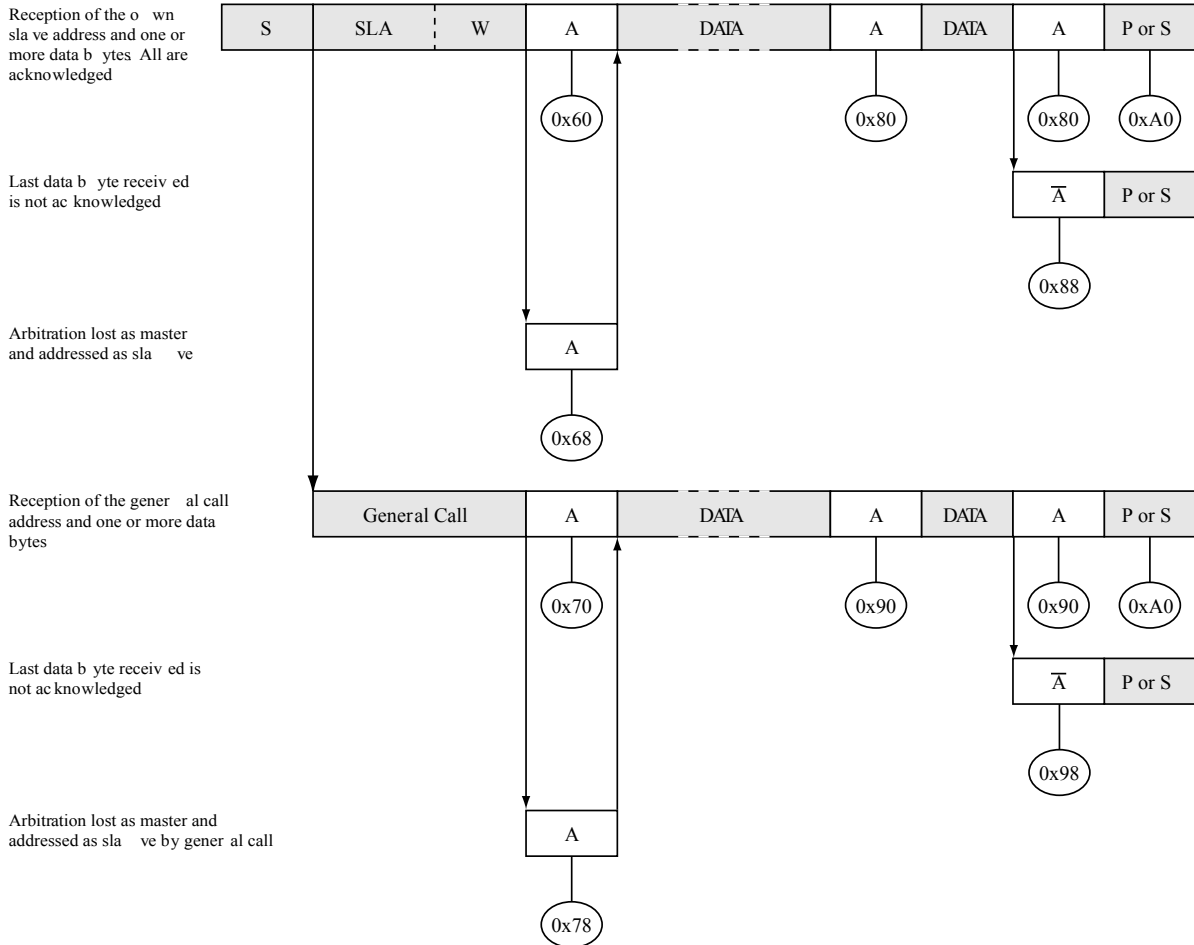 Reception of the o wn
sla ve address and one or
more data b ytes. All are
acknowledged
S SLA W A DATA A DATA A P or S
0x60 0x80 0x80 0xA0
Last data b yte receiv ed
is not ac knowledged
A P or S
0x88
Arbitration lost as master
and addressed as sla ve
A
0x68
Reception of the gener al call
address and one or more data
bytes
General Call A DATA A DATA A P or S
0x70 0x90 0x90 0xA0
Last data b yte receiv ed is
not ac knowledged
A P or S
0x98
Arbitration lost as master and
addressed as sla ve by gener al call
A
0x78